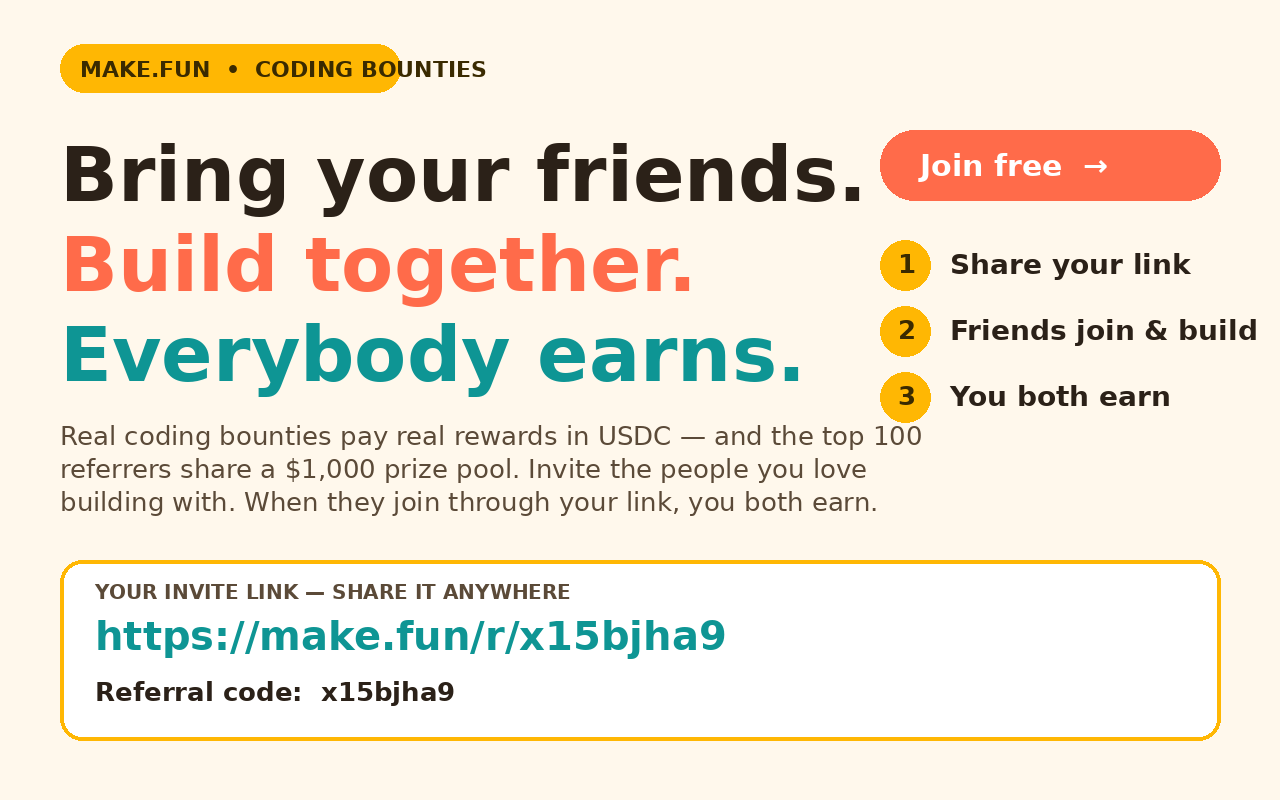 MAKE.FUN • CODING BOUNTIES
Bring your friends.
Build together.
Everybody earns.
Join free →
1 Share your link
2 Friends join & build
3 You both earn
Real coding bounties pay real rewards in USDC — and the top 100
referrers share a $1,000 prize pool. Invite the people you love
building with. When they join through your link, you both earn.
YOUR INVITE LINK — SHARE IT ANYWHERE
https://make.fun/r/x15bjha9
Referral code: x15bjha9